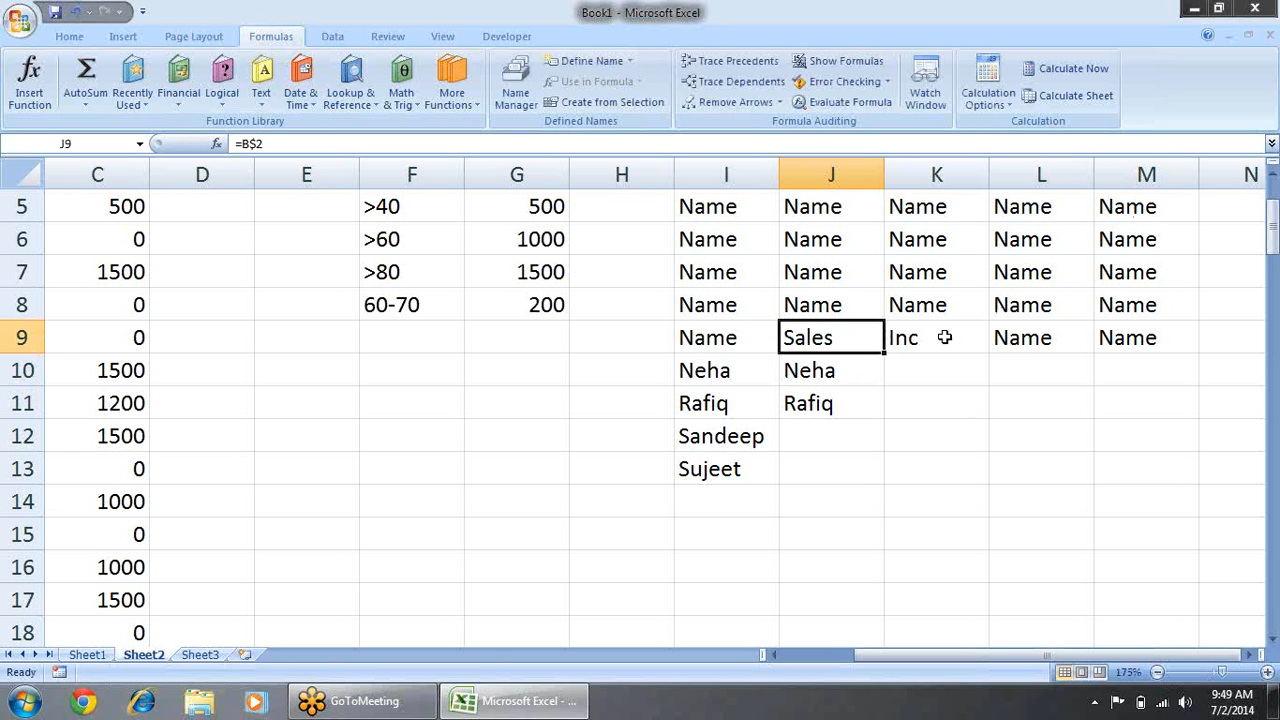 Book1 - Microsoft Excel
Home Insert Page Layout Formulas Data Review View Developer
Insert Function
AutoSum
Recently Used
Financial
Logical
Text
Date & Time
Lookup & Reference
Math & Trig
More Functions
Function Library
Name Manager
Define Name
Use in Formula
Create from Selection
Defined Names
Trace Precedents
Trace Dependents
Remove Arrows
Show Formulas
Error Checking
Evaluate Formula
Watch Window
Formula Auditing
Calculation Options
Calculate Now
Calculate Sheet
Calculation
J9 fx =B$2
C D E F G H I J K L M N
5 500 >40 500 Name Name Name Name Name
6 0 >60 1000 Name Name Name Name Name
7 1500 >80 1500 Name Name Name Name Name
8 0 60-70 200 Name Name Name Name Name
9 0 Name Sales Inc Name Name
10 1500 Neha Neha
11 1200 Rafiq Rafiq
12 1500 Sandeep
13 0 Sujeet
14 1000
15 0
16 1000
17 1500
18 0
Sheet1 Sheet2 Sheet3
Ready 175%
GoToMeeting
Microsoft Excel - ...
9:49 AM
7/2/2014